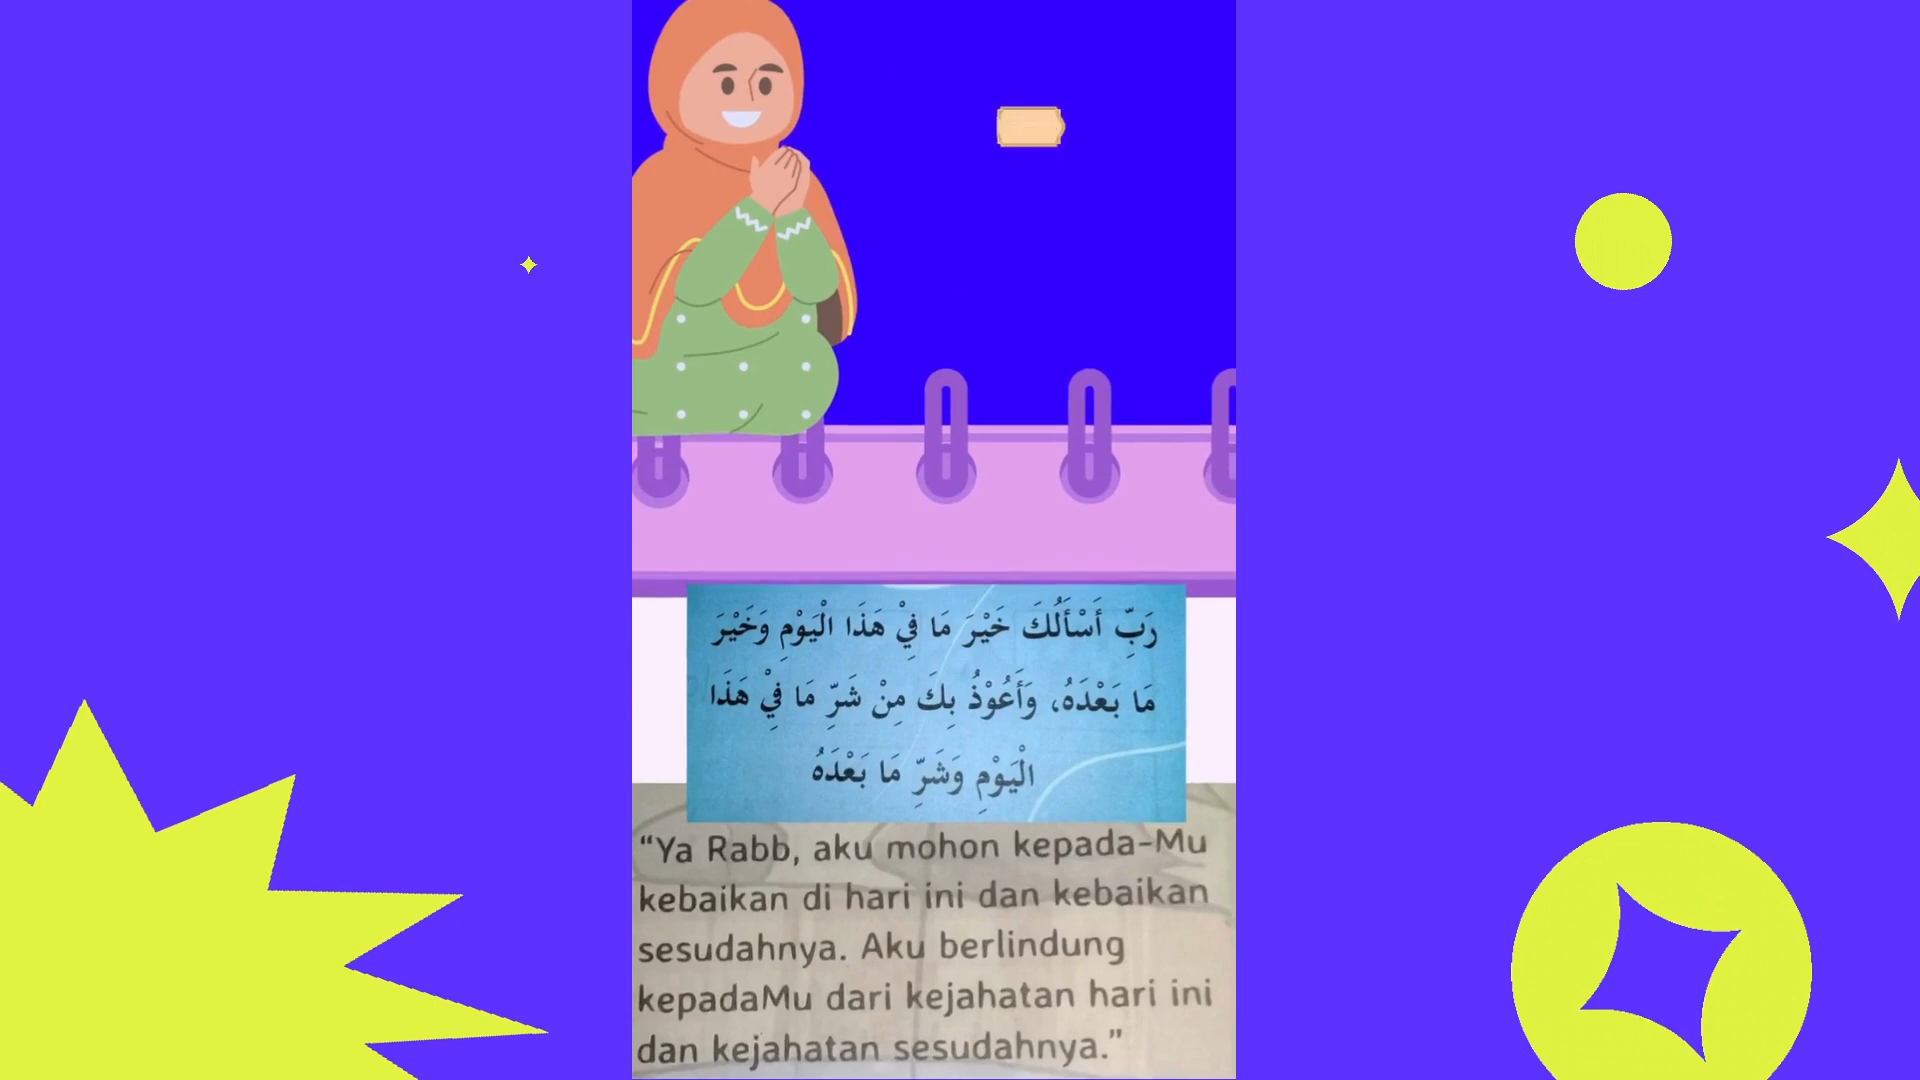 رَبِّ أَسْأَلُكَ خَيْرَ مَا فِيْ هَذَا الْيَوْمِ وَخَيْرَ
مَا بَعْدَهُ، وَأَعُوْذُ بِكَ مِنْ شَرِّ مَا فِيْ هَذَا
الْيَوْمِ وَشَرِّ مَا بَعْدَهُ
“Ya Rabb, aku mohon kepada-Mu
kebaikan di hari ini dan kebaikan
sesudahnya. Aku berlindung
kepadaMu dari kejahatan hari ini
dan kejahatan sesudahnya.”